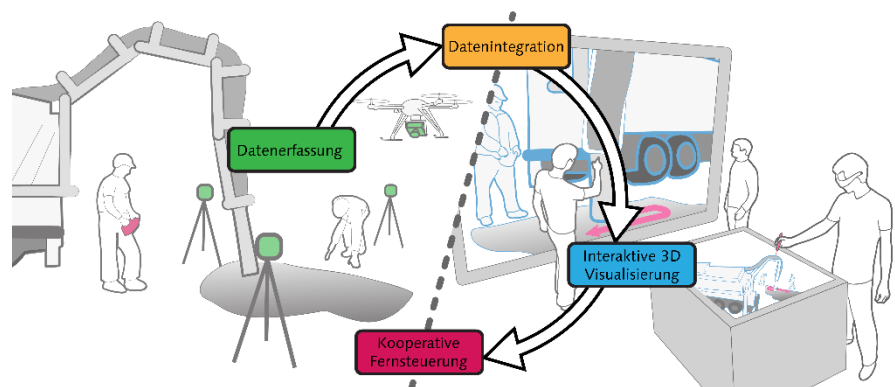 Datenintegration
Datenerfassung
Interaktive 3D
Visualisierung
Kooperative
Fernsteuerung